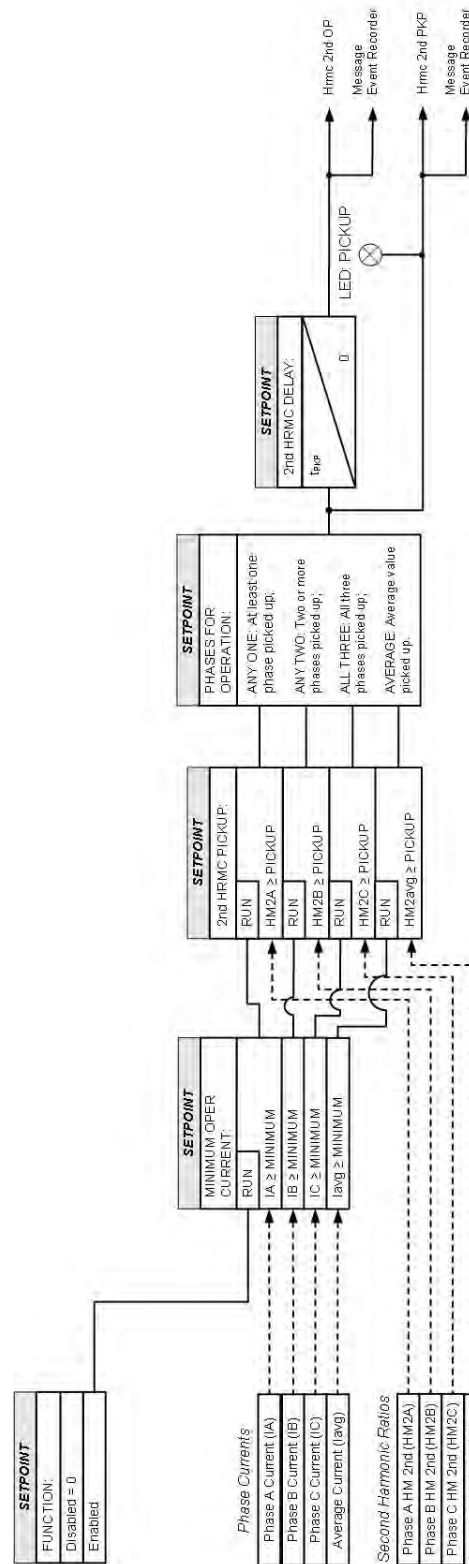 SETPOINT
FUNCTION:
Disabled = 0
Enabled
Phase Currents
Phase A Current (IA)
Phase B Current (IB)
Phase C Current (IC)
Average Current (Iavg)
Second Harmonic Ratios
Phase A HM 2nd (HM2A)
Phase B HM 2nd (HM2B)
Phase C HM 2nd (HM2C)
SETPOINT
MINIMUM OPER
CURRENT:
RUN
IA ≥ MINIMUM
IB ≥ MINIMUM
IC ≥ MINIMUM
Iavg ≥ MINIMUM
SETPOINT
2nd HRMC PICKUP:
RUN
HM2A ≥ PICKUP
RUN
HM2B ≥ PICKUP
RUN
HM2C ≥ PICKUP
RUN
HM2avg ≥ PICKUP
SETPOINT
PHASES FOR
OPERATION:
ANY ONE: At least one
phase picked up;
ANY TWO: Two or more
phases picked up;
ALL THREE: All three
phases picked up;
AVERAGE: Average value
picked up.
SETPOINT
2nd HRMC DELAY:
tPKP
0
LED: PICKUP
Hrmc 2nd OP
Message
Event Recorder
Hrmc 2nd PKP
Message
Event Recorder